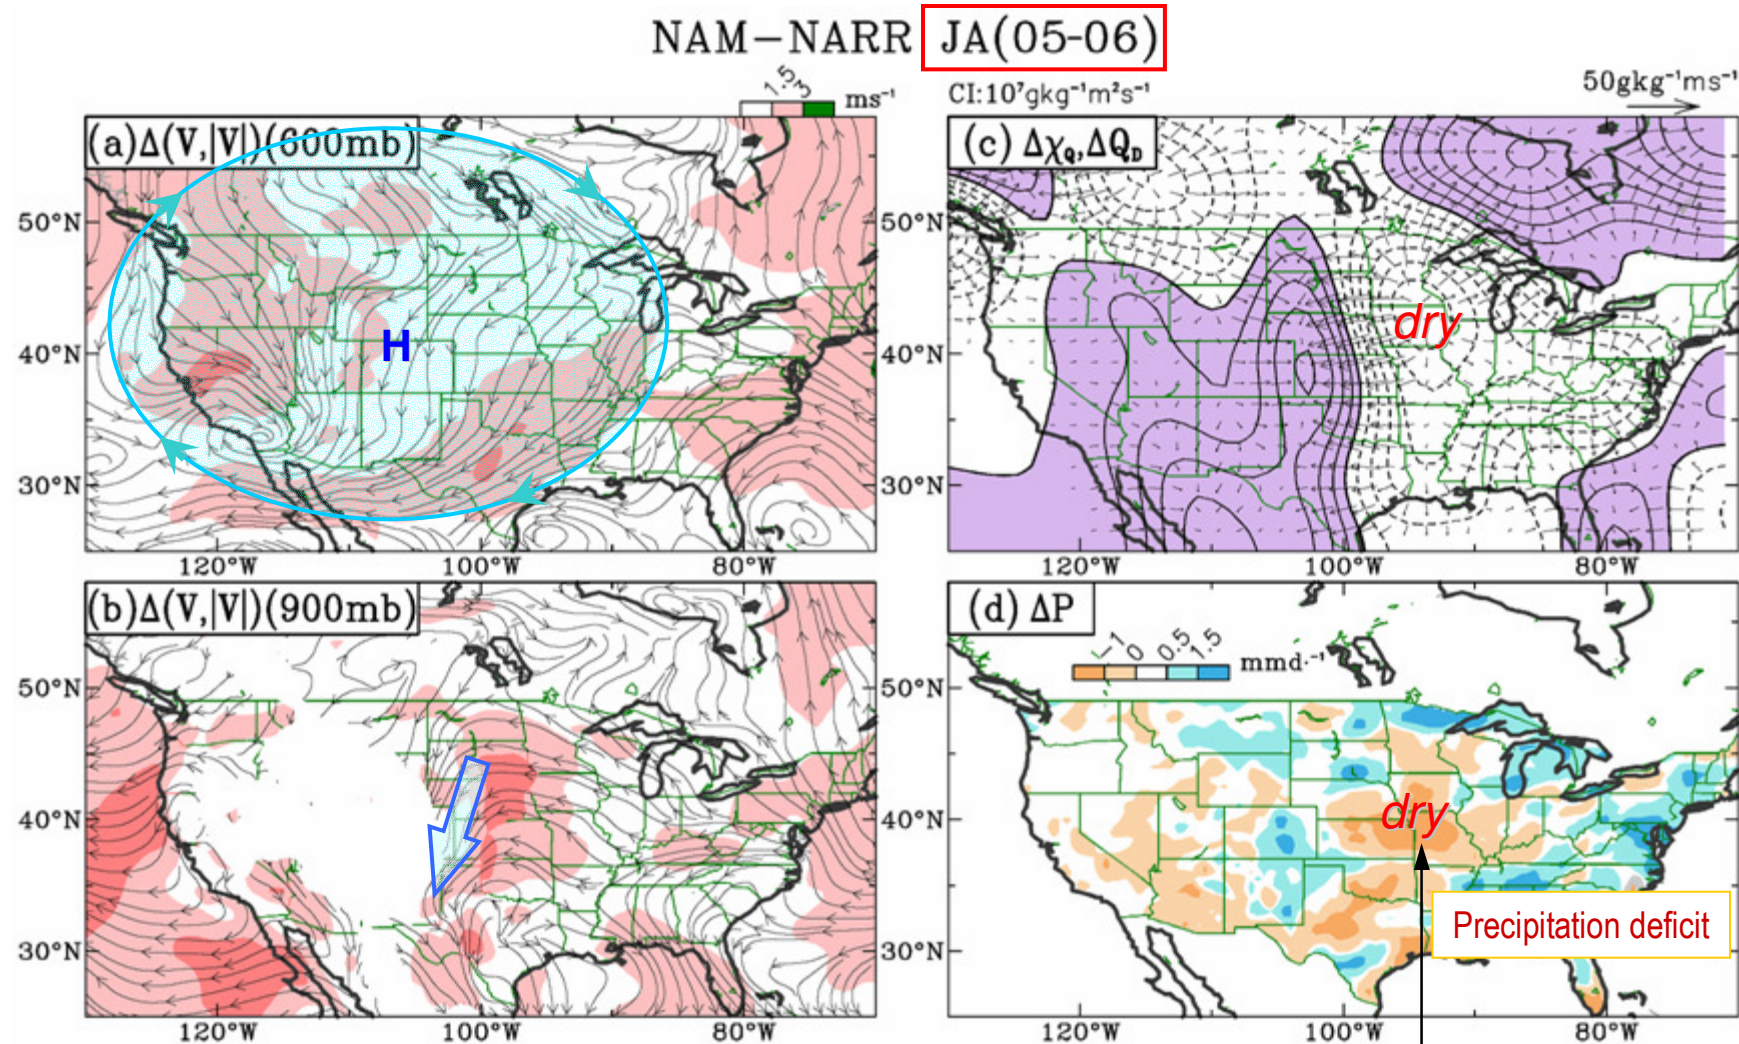 NAM-NARR JA(05-06)
1.5 3 ms⁻¹
CI:10⁷gkg⁻¹m²s⁻¹
50gkg⁻¹ms⁻¹
(a)Δ(V,|V|)(600mb)
(c) Δχ_Q,ΔQ_D
50°N
50°N
H
dry
40°N
40°N
30°N
30°N
120°W 100°W 80°W
120°W 100°W 80°W
(b)Δ(V,|V|)(900mb)
(d) ΔP
-1 0 0.5 1.5 mmd⁻¹
50°N
50°N
40°N
40°N
dry
Precipitation deficit
30°N
30°N
120°W 100°W 80°W
120°W 100°W 80°W